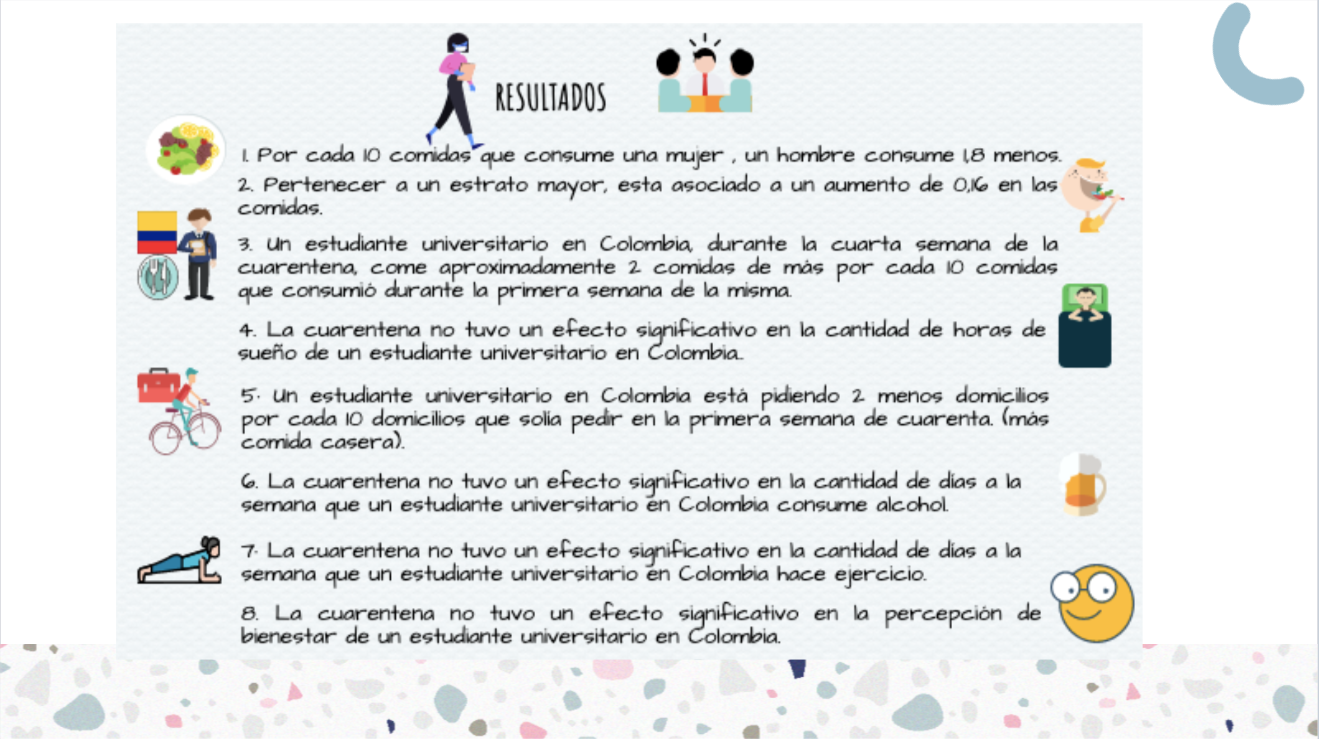 RESULTADOS
1. Por cada 10 comidas que consume una mujer , un hombre consume 1,8 menos.
2. Pertenecer a un estrato mayor, esta asociado a un aumento de 0,16 en las
comidas.
3. Un estudiante universitario en Colombia, durante la cuarta semana de la
cuarentena, come aproximadamente 2 comidas de más por cada 10 comidas
que consumió durante la primera semana de la misma.
4. La cuarentena no tuvo un efecto significativo en la cantidad de horas de
sueño de un estudiante universitario en Colombia..
5. Un estudiante universitario en Colombia está pidiendo 2 menos domicilios
por cada 10 domicilios que solía pedir en la primera semana de cuarenta. (más
comida casera).
6. La cuarentena no tuvo un efecto significativo en la cantidad de días a la
semana que un estudiante universitario en Colombia consume alcohol.
7. La cuarentena no tuvo un efecto significativo en la cantidad de días a la
semana que un estudiante universitario en Colombia hace ejercicio.
8. La cuarentena no tuvo un efecto significativo en la percepción de
bienestar de un estudiante universitario en Colombia.